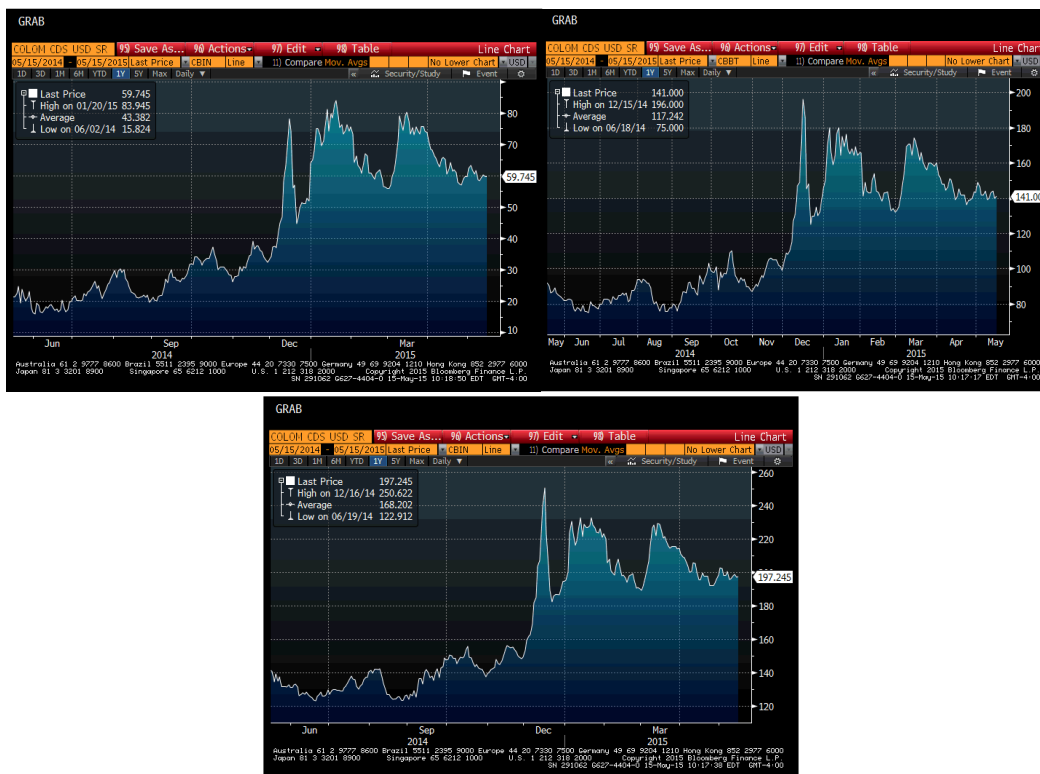 GRAB
COLOM CDS USD SR 95) Save As... 96) Actions 97) Edit 98) Table Line Chart
05/15/2014 - 05/15/2015 Last Price CBIN Line 11) Compare Mov. Avgs No Lower Chart USD
1D 3D 1M 6M YTD 1Y 5Y Max Daily ▼ « Security/Study Event
Last Price 59.745
High on 01/20/15 83.945
Average 43.382
Low on 06/02/14 15.824
80
70
59.745
50
40
30
20
10
Jun Sep Dec Mar
2014 2015
Australia 61 2 9777 8600 Brazil 5511 2395 9000 Europe 44 20 7330 7500 Germany 49 69 9204 1210 Hong Kong 852 2977 6000
Japan 81 3 3201 8900 Singapore 65 6212 1000 U.S. 1 212 318 2000 Copyright 2015 Bloomberg Finance L.P.
SN 291062 G627-4404-0 15-May-15 10:18:50 EDT GMT-4:00
GRAB
COLOM CDS USD SR 95) Save As... 96) Actions 97) Edit 98) Table Line Chart
05/15/2014 - 05/15/2015 Last Price CBBT Line 11) Compare Mov. Avgs No Lower Chart USD
1D 3D 1M 6M YTD 1Y 5Y Max Daily ▼ « Security/Study Event
Last Price 141.000
High on 12/15/14 196.000
Average 117.242
Low on 06/18/14 75.000
200
180
160
141.00
120
100
80
May Jun Jul Aug Sep Oct Nov Dec Jan Feb Mar Apr May
2014 2015
Australia 61 2 9777 8600 Brazil 5511 2395 9000 Europe 44 20 7330 7500 Germany 49 69 9204 1210 Hong Kong 852 2977 6000
Japan 81 3 3201 8900 Singapore 65 6212 1000 U.S. 1 212 318 2000 Copyright 2015 Bloomberg Finance L.P.
SN 291062 G627-4404-0 15-May-15 10:17:17 EDT GMT-4:00
GRAB
COLOM CDS USD SR 95) Save As... 96) Actions 97) Edit 98) Table Line Chart
05/15/2014 - 05/15/2015 Last Price CBIN Line 11) Compare Mov. Avgs No Lower Chart USD
1D 3D 1M 6M YTD 1Y 5Y Max Daily ▼ « Security/Study Event
Last Price 197.245
High on 12/16/14 250.622
Average 168.202
Low on 06/19/14 122.912
260
240
220
197.245
180
160
140
120
Jun Sep Dec Mar
2014 2015
Australia 61 2 9777 8600 Brazil 5511 2395 9000 Europe 44 20 7330 7500 Germany 49 69 9204 1210 Hong Kong 852 2977 6000
Japan 81 3 3201 8900 Singapore 65 6212 1000 U.S. 1 212 318 2000 Copyright 2015 Bloomberg Finance L.P.
SN 291062 G627-4404-0 15-May-15 10:17:38 EDT GMT-4:00